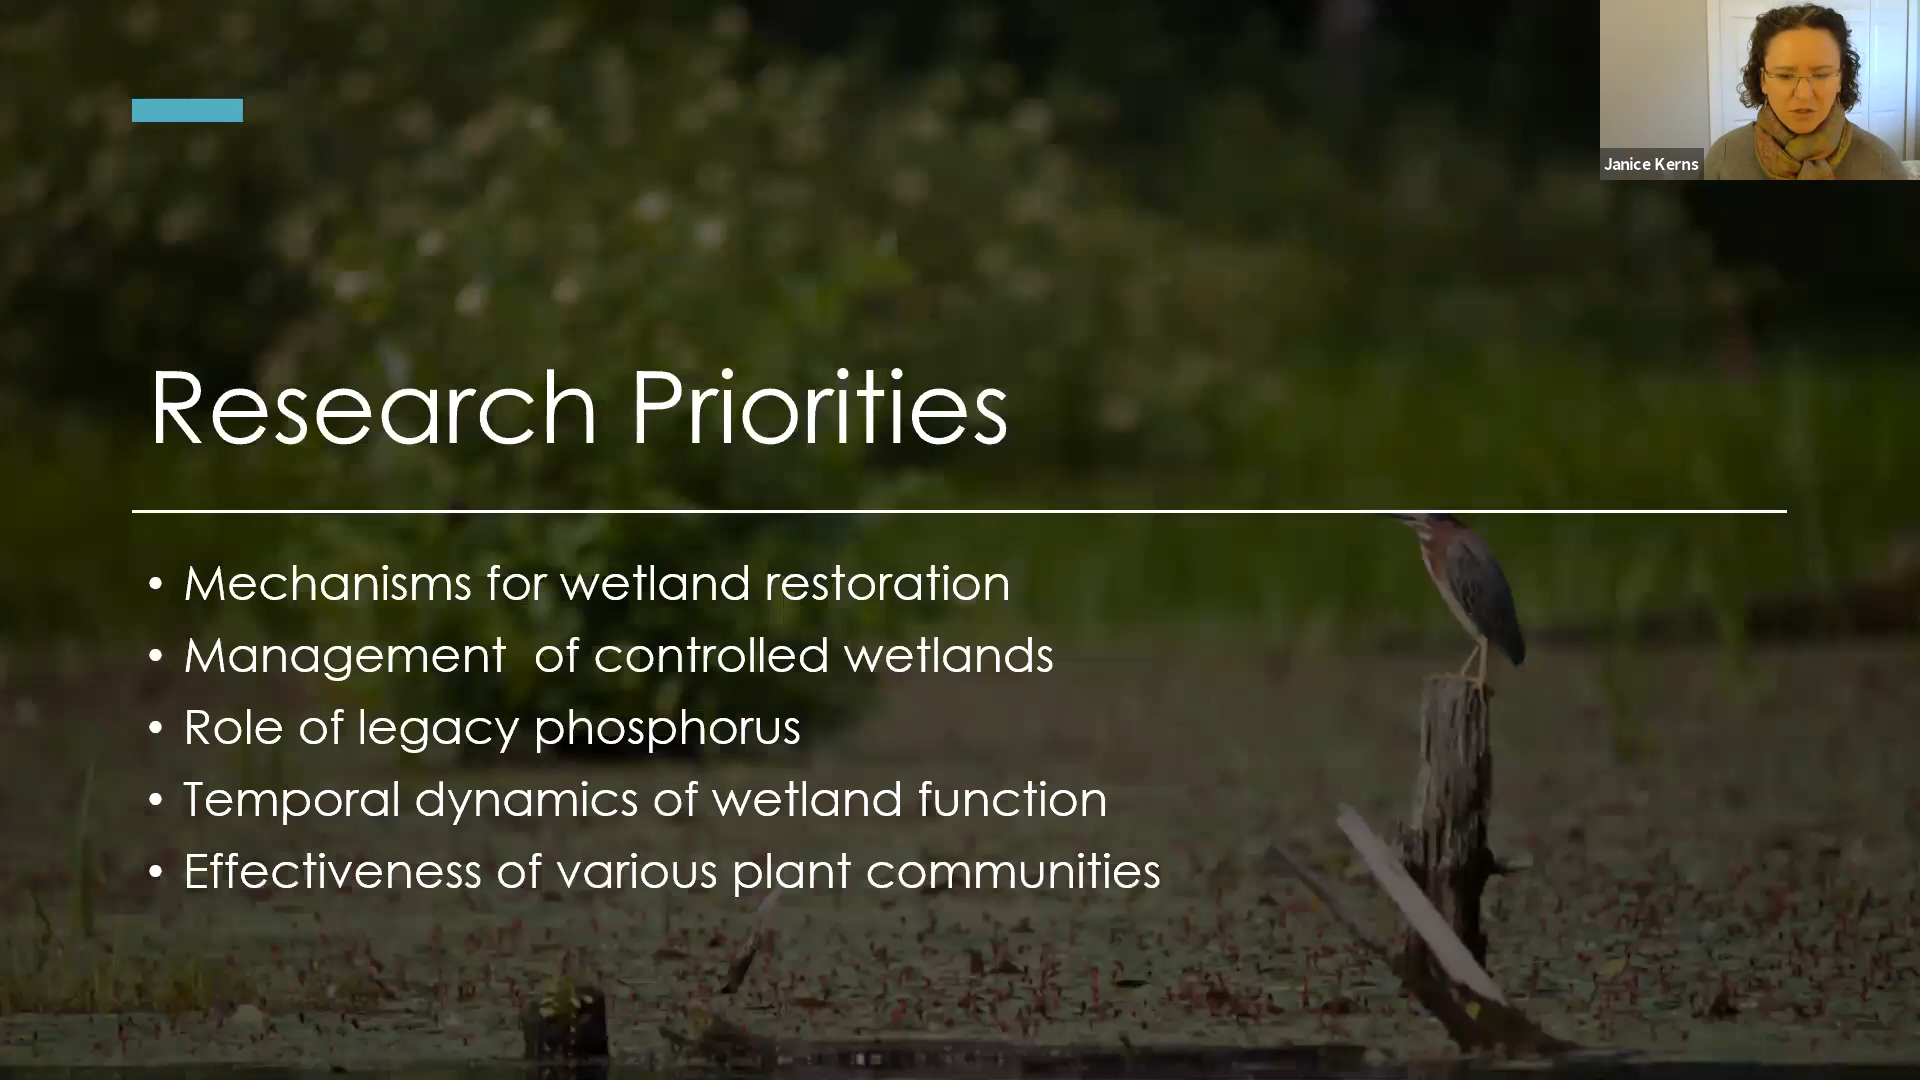 Janice Kerns
Research Priorities
• Mechanisms for wetland restoration
• Management  of controlled wetlands
• Role of legacy phosphorus
• Temporal dynamics of wetland function
• Effectiveness of various plant communities